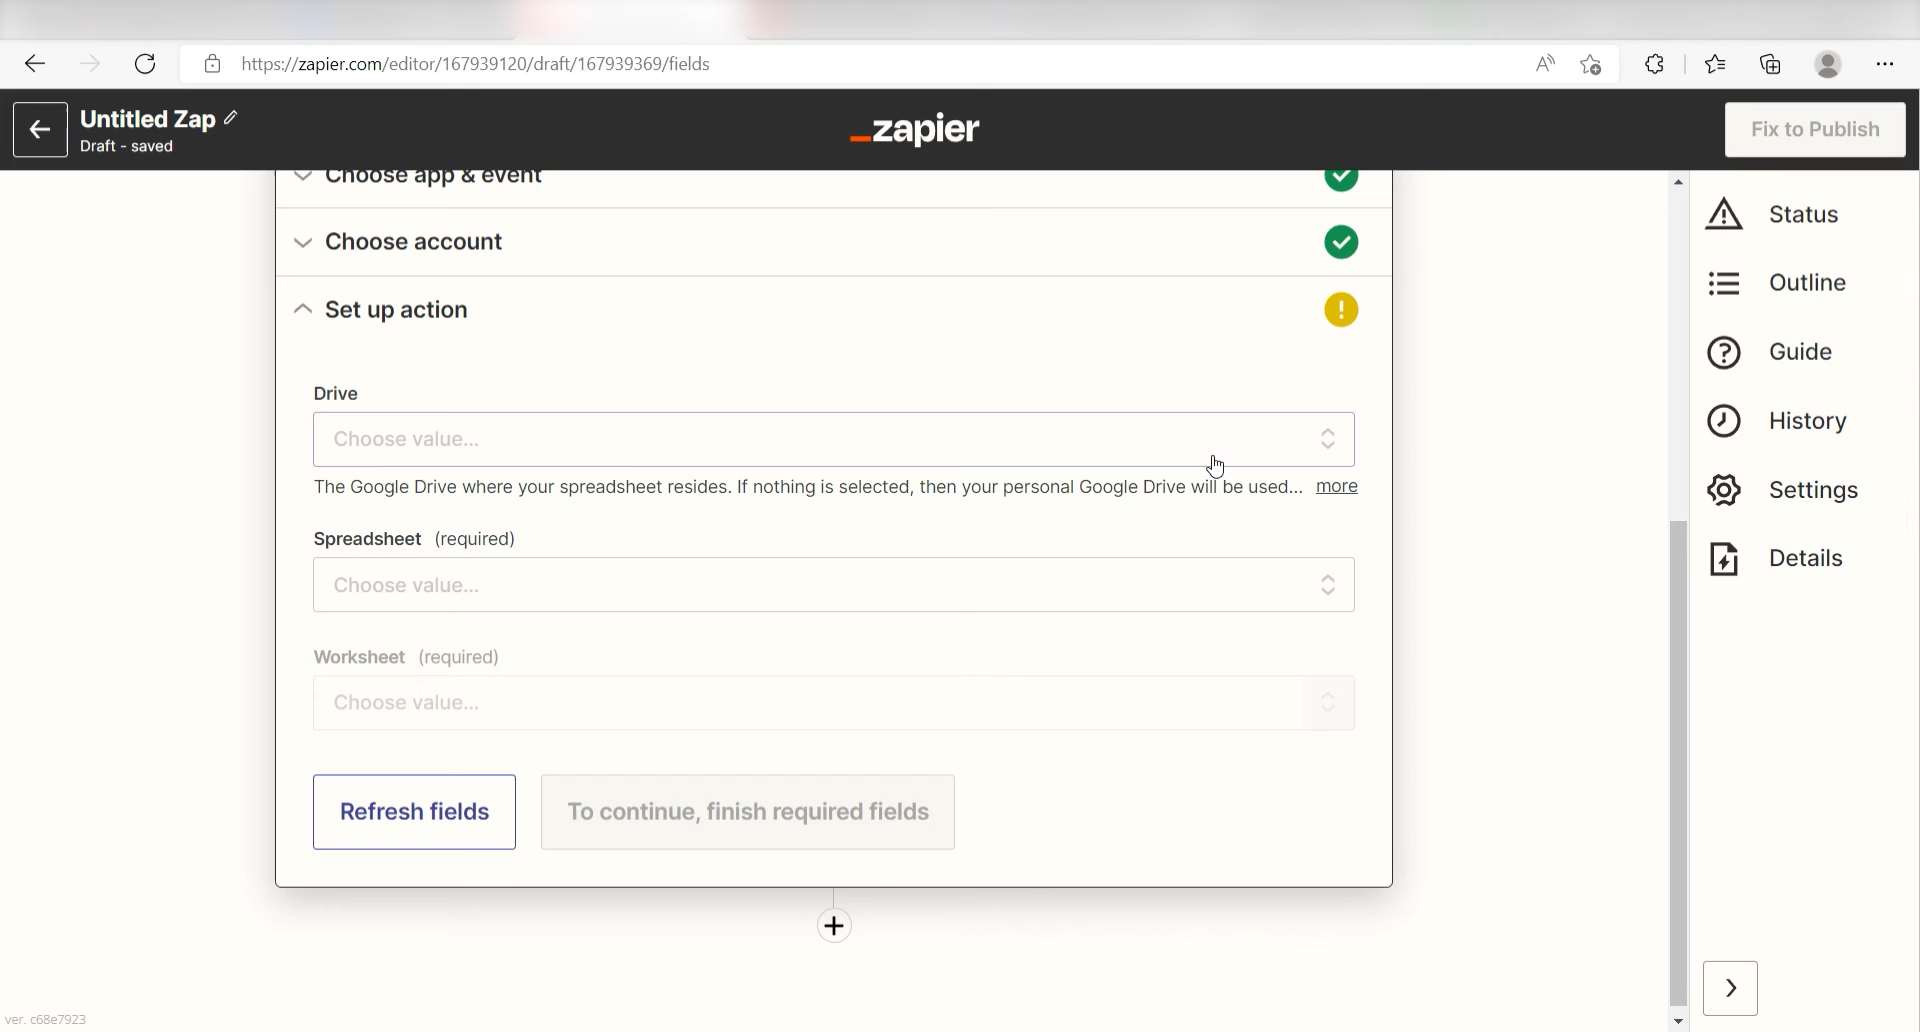 https://zapier.com/editor/167939120/draft/167939369/fields
Untitled Zap
Draft - saved
_zapier
Fix to Publish
Choose app & event
Choose account
Set up action
Drive
Choose value...
The Google Drive where your spreadsheet resides. If nothing is selected, then your personal Google Drive will be used... more
Spreadsheet (required)
Choose value...
Worksheet (required)
Choose value...
Refresh fields
To continue, finish required fields
Status
Outline
Guide
History
Settings
Details
ver. c68e7923